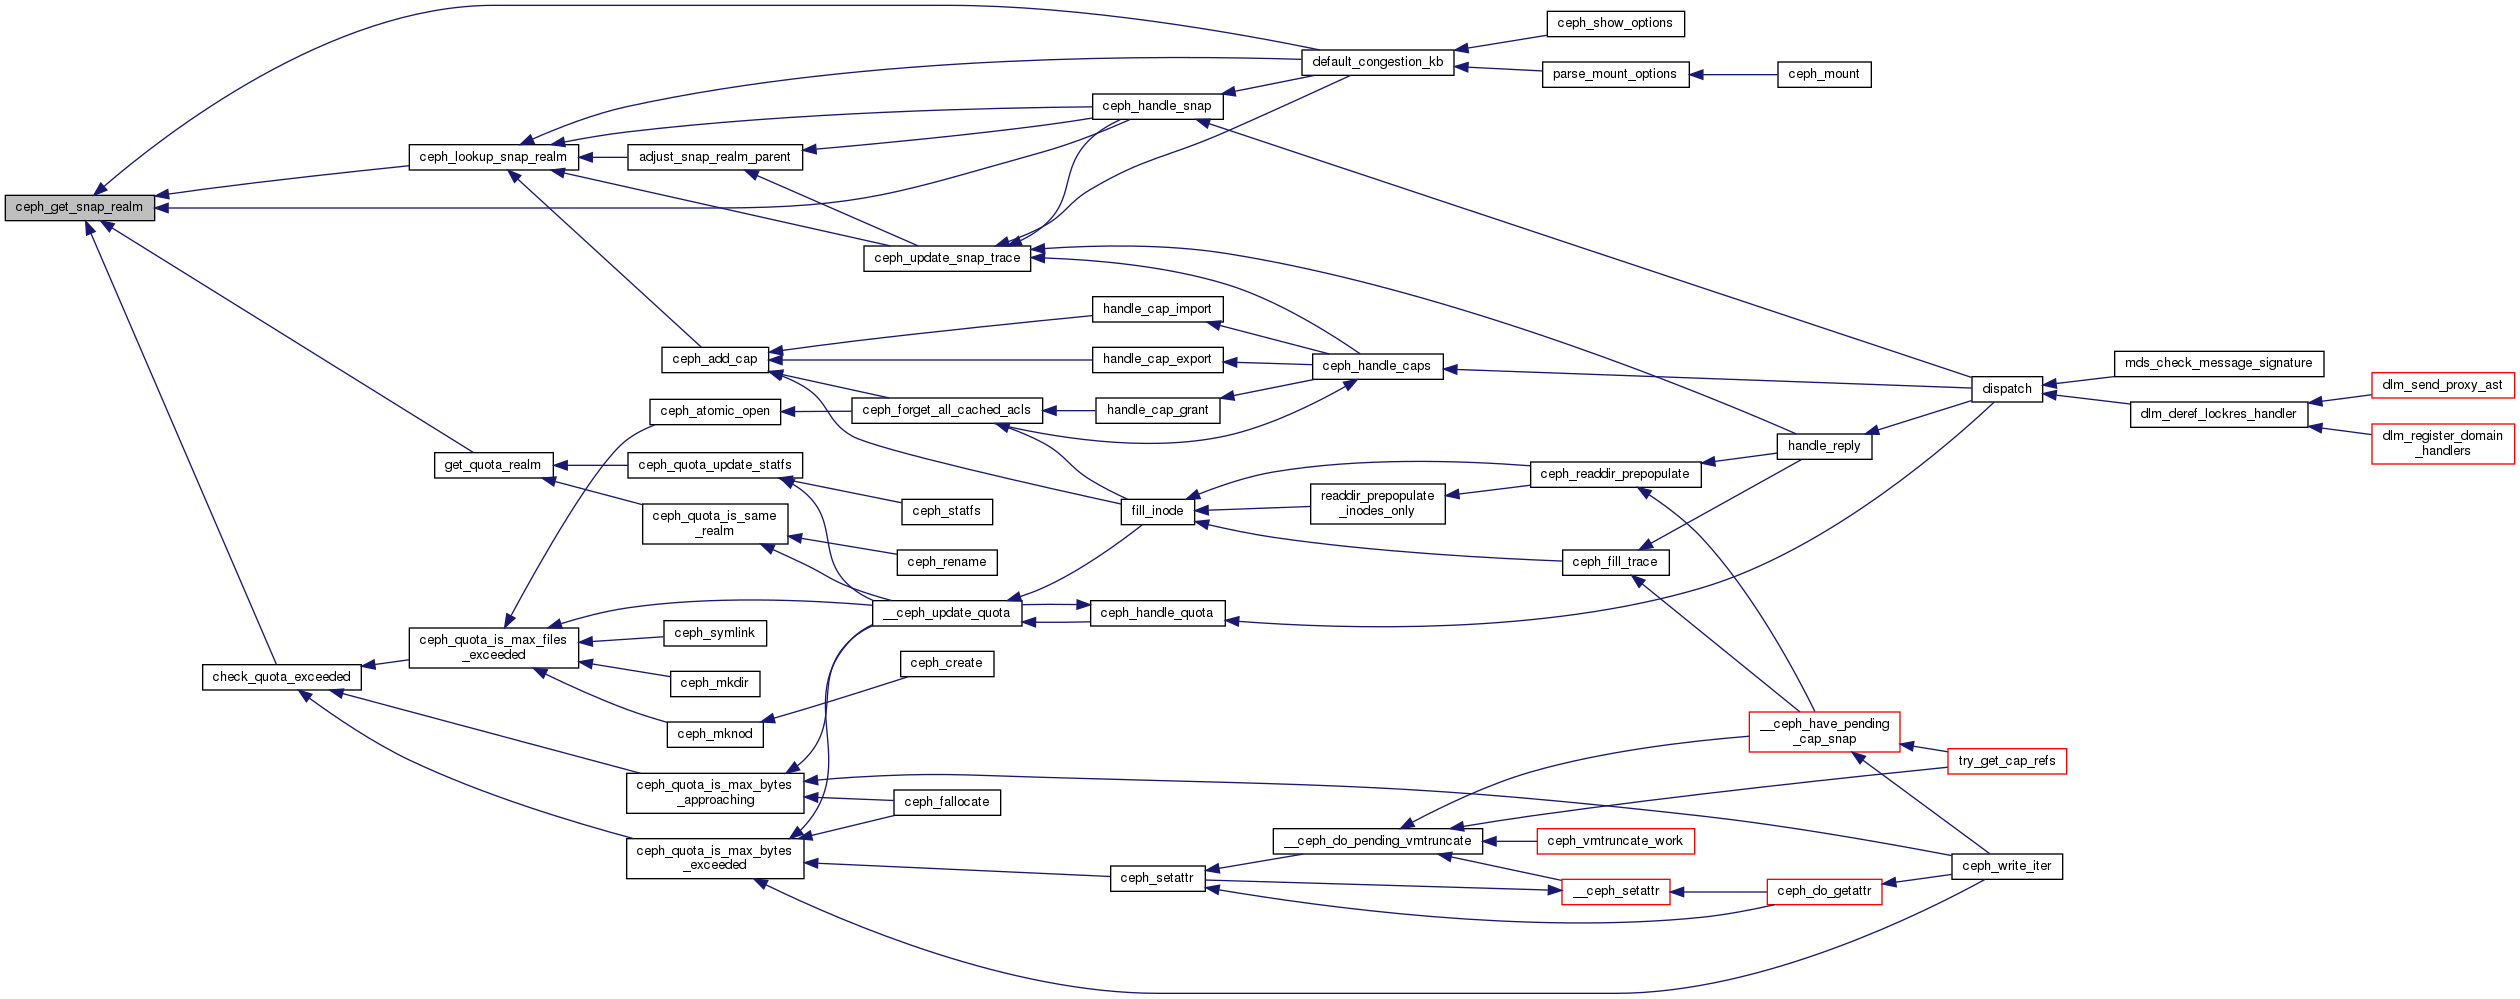 ceph_show_options
default_congestion_kb
parse_mount_options
ceph_mount
ceph_handle_snap
ceph_lookup_snap_realm
adjust_snap_realm_parent
ceph_get_snap_realm
ceph_update_snap_trace
handle_cap_import
ceph_add_cap
handle_cap_export
ceph_handle_caps
mds_check_message_signature
dispatch
dlm_send_proxy_ast
ceph_atomic_open
ceph_forget_all_cached_acls
handle_cap_grant
dlm_deref_lockres_handler
dlm_register_domain
_handlers
handle_reply
get_quota_realm
ceph_quota_update_statfs
ceph_readdir_prepopulate
readdir_prepopulate
_inodes_only
ceph_statfs
fill_inode
ceph_quota_is_same
_realm
ceph_rename
ceph_fill_trace
__ceph_update_quota
ceph_handle_quota
ceph_quota_is_max_files
_exceeded
ceph_symlink
check_quota_exceeded
ceph_mkdir
ceph_create
ceph_mknod
__ceph_have_pending
_cap_snap
try_get_cap_refs
ceph_quota_is_max_bytes
_approaching
ceph_fallocate
__ceph_do_pending_vmtruncate
ceph_vmtruncate_work
ceph_quota_is_max_bytes
_exceeded
ceph_setattr
__ceph_setattr
ceph_do_getattr
ceph_write_iter